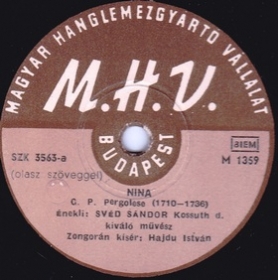 MAGYAR HANGLEMEZGYARTO VÁLLALAT
M.H.V.
BUDAPEST
SZK 3563-a
BIEM
(olasz szöveggel)
M 1359
NINA
C. P. Pergolese (1710-1736)
Énekli: SVÉD SÁNDOR Kossuth d.
kiváló művész
Zongorán kísér: Hajdu István